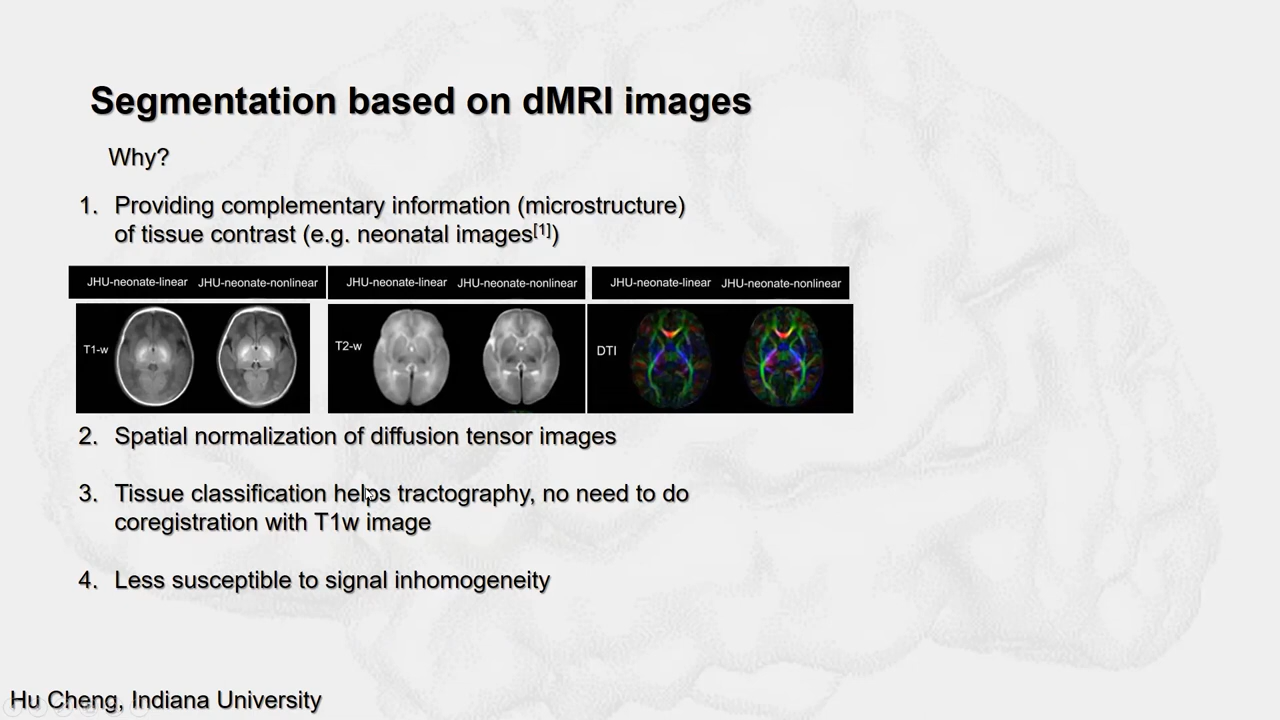 Segmentation based on dMRI images
Why?
1. Providing complementary information (microstructure)
of tissue contrast (e.g. neonatal images[1])
JHU-neonate-linear JHU-neonate-nonlinear
JHU-neonate-linear JHU-neonate-nonlinear
JHU-neonate-linear JHU-neonate-nonlinear
T1-w
T2-w
DTI
2. Spatial normalization of diffusion tensor images
3. Tissue classification helps tractography, no need to do
coregistration with T1w image
4. Less susceptible to signal inhomogeneity
Hu Cheng, Indiana University